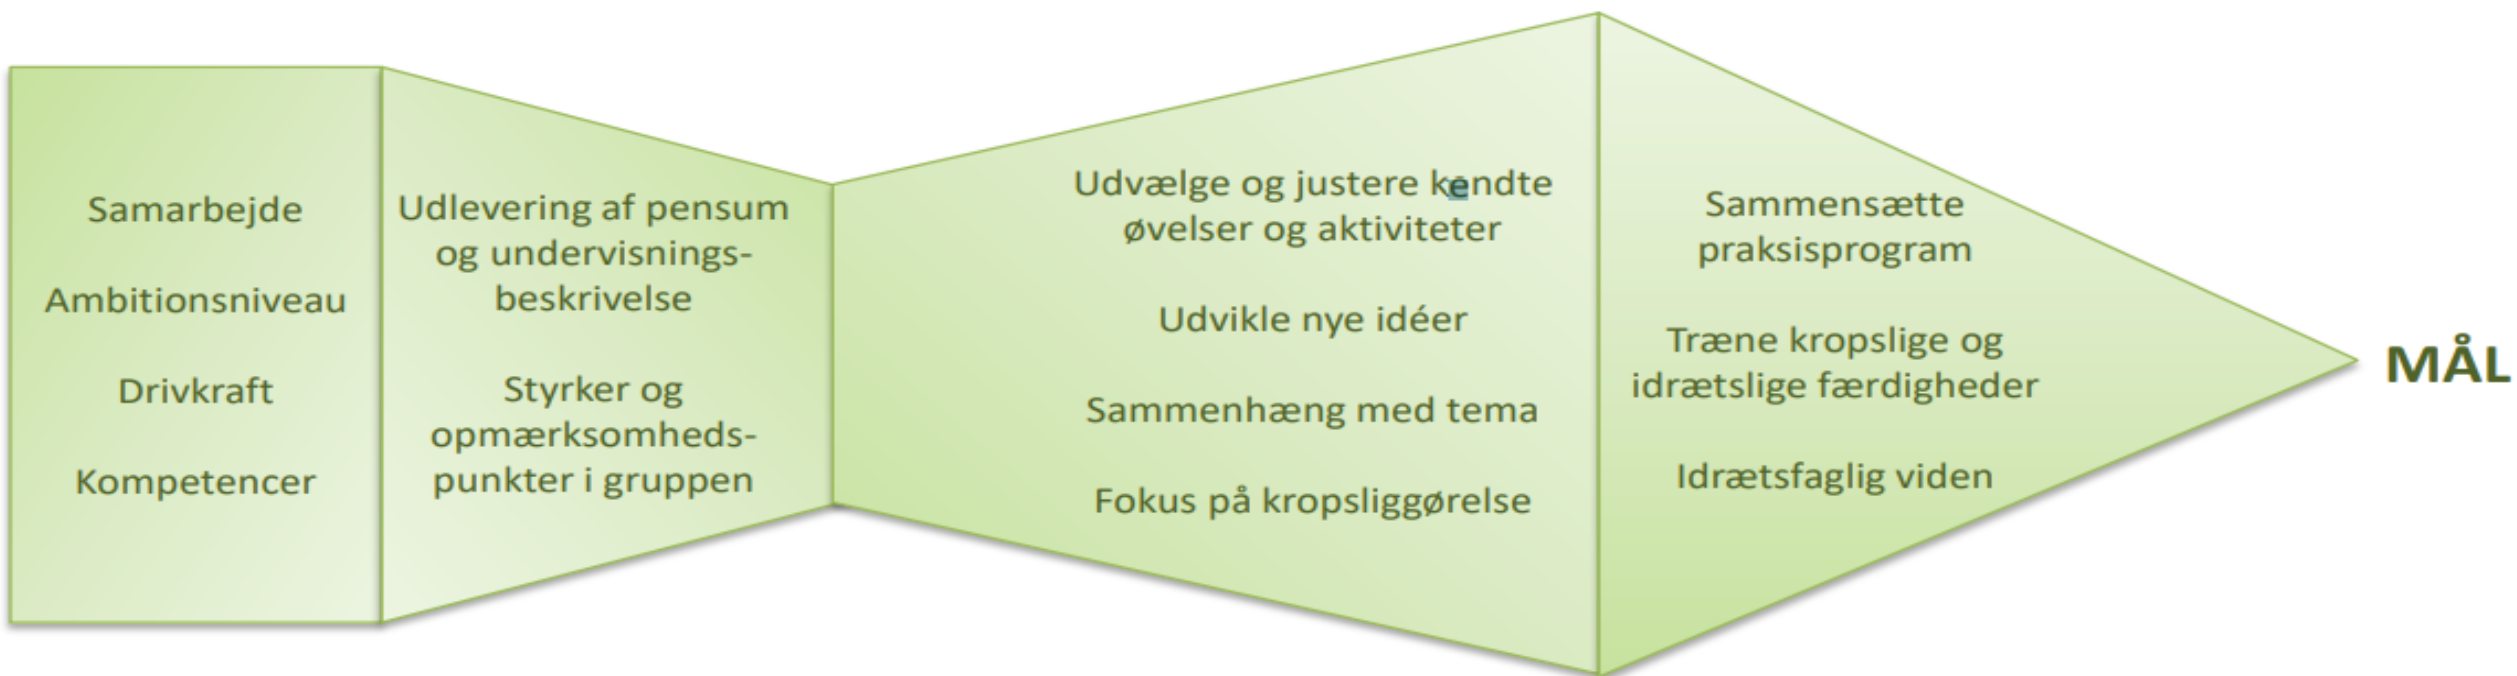 Samarbejde
Ambitionsniveau
Drivkraft
Kompetencer
Udlevering af pensum
og undervisnings-
beskrivelse
Styrker og
opmærksomheds-
punkter i gruppen
Udvælge og justere kendte
øvelser og aktiviteter
Udvikle nye idéer
Sammenhæng med tema
Fokus på kropsliggørelse
Sammensætte
praksisprogram
Træne kropslige og
idrætslige færdigheder
Idrætsfaglig viden
MÅL